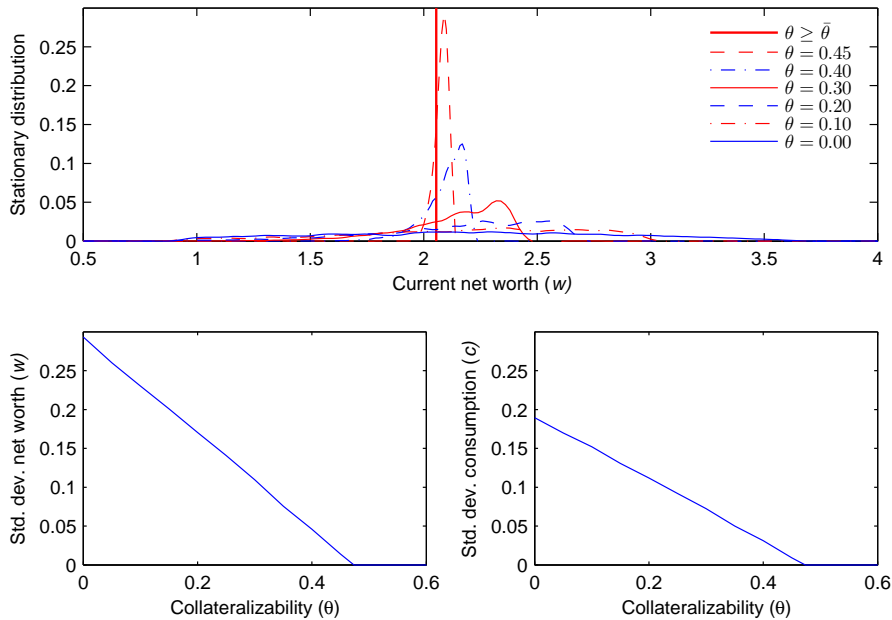 Stationary distribution
0.25
0.2
0.15
0.1
0.05
0
0.5
1
1.5
2
2.5
3
3.5
4
Current net worth (w)
θ ≥ θ̄
θ = 0.45
θ = 0.40
θ = 0.30
θ = 0.20
θ = 0.10
θ = 0.00
Std. dev. net worth (w)
0.25
0.2
0.15
0.1
0.05
0
0
0.2
0.4
0.6
Collateralizability (θ)
Std. dev. consumption (c)
0.25
0.2
0.15
0.1
0.05
0
0
0.2
0.4
0.6
Collateralizability (θ)